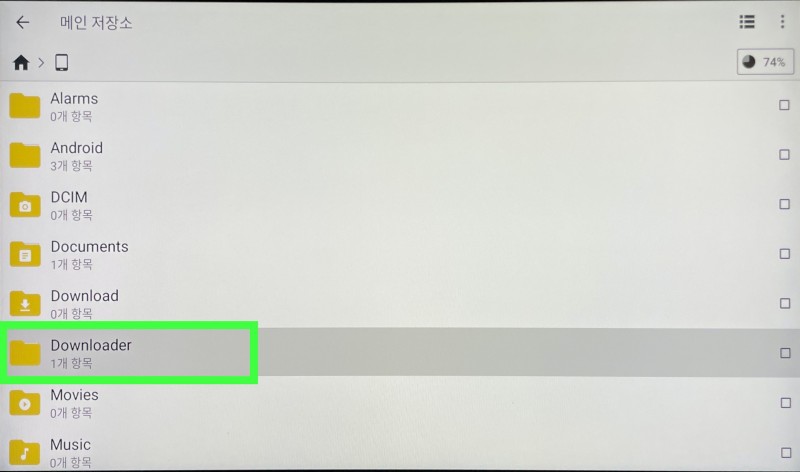 메인 저장소
74%
Alarms
0개 항목
Android
3개 항목
DCIM
0개 항목
Documents
1개 항목
Download
0개 항목
Downloader
1개 항목
Movies
0개 항목
Music
0개 항목